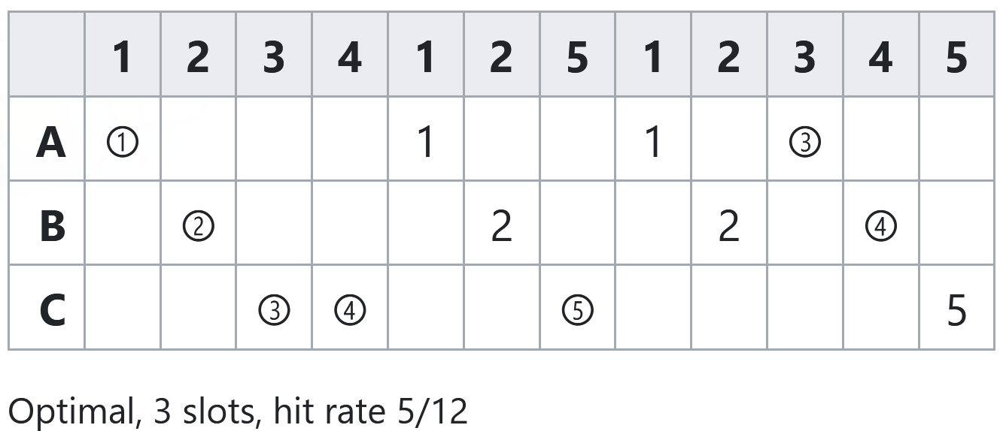 1 2 3 4 1 2 5 1 2 3 4 5
A ① 1 1 ③
B ② 2 2 ④
C ③ ④ ⑤ 5
Optimal, 3 slots, hit rate 5/12